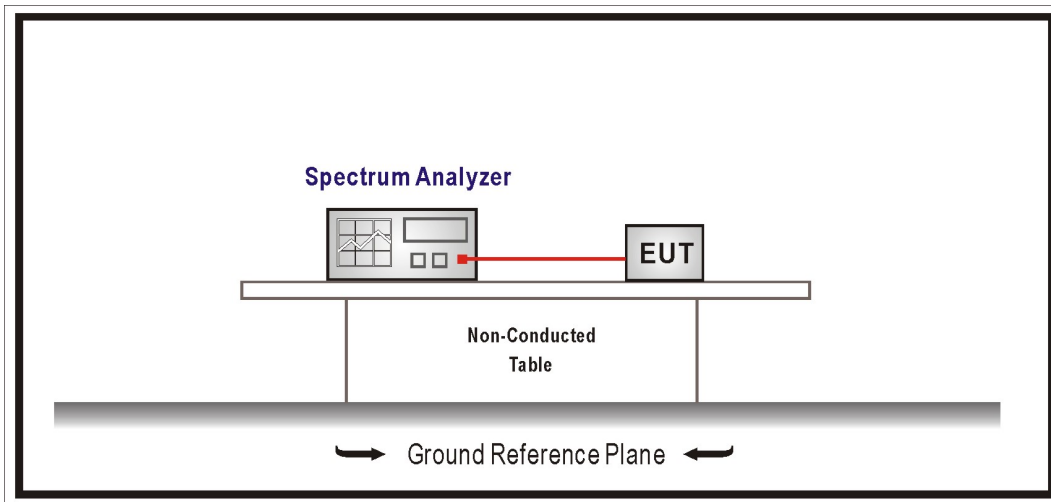 Spectrum Analyzer
EUT
Non-Conducted
Table
Ground Reference Plane